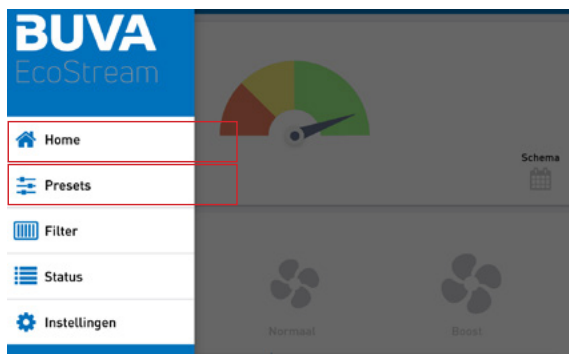 BUVA
EcoStream
Home
Schema
Presets
Filter
Status
Instellingen
Normaal
Boost